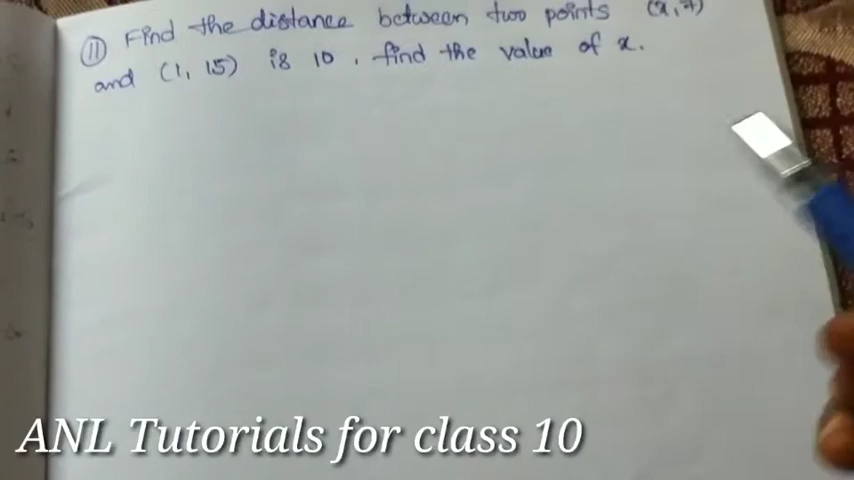 11 Find the distance between two points (x, 7)
and (1, 15) is 10. find the value of x.
ANL Tutorials for class 10